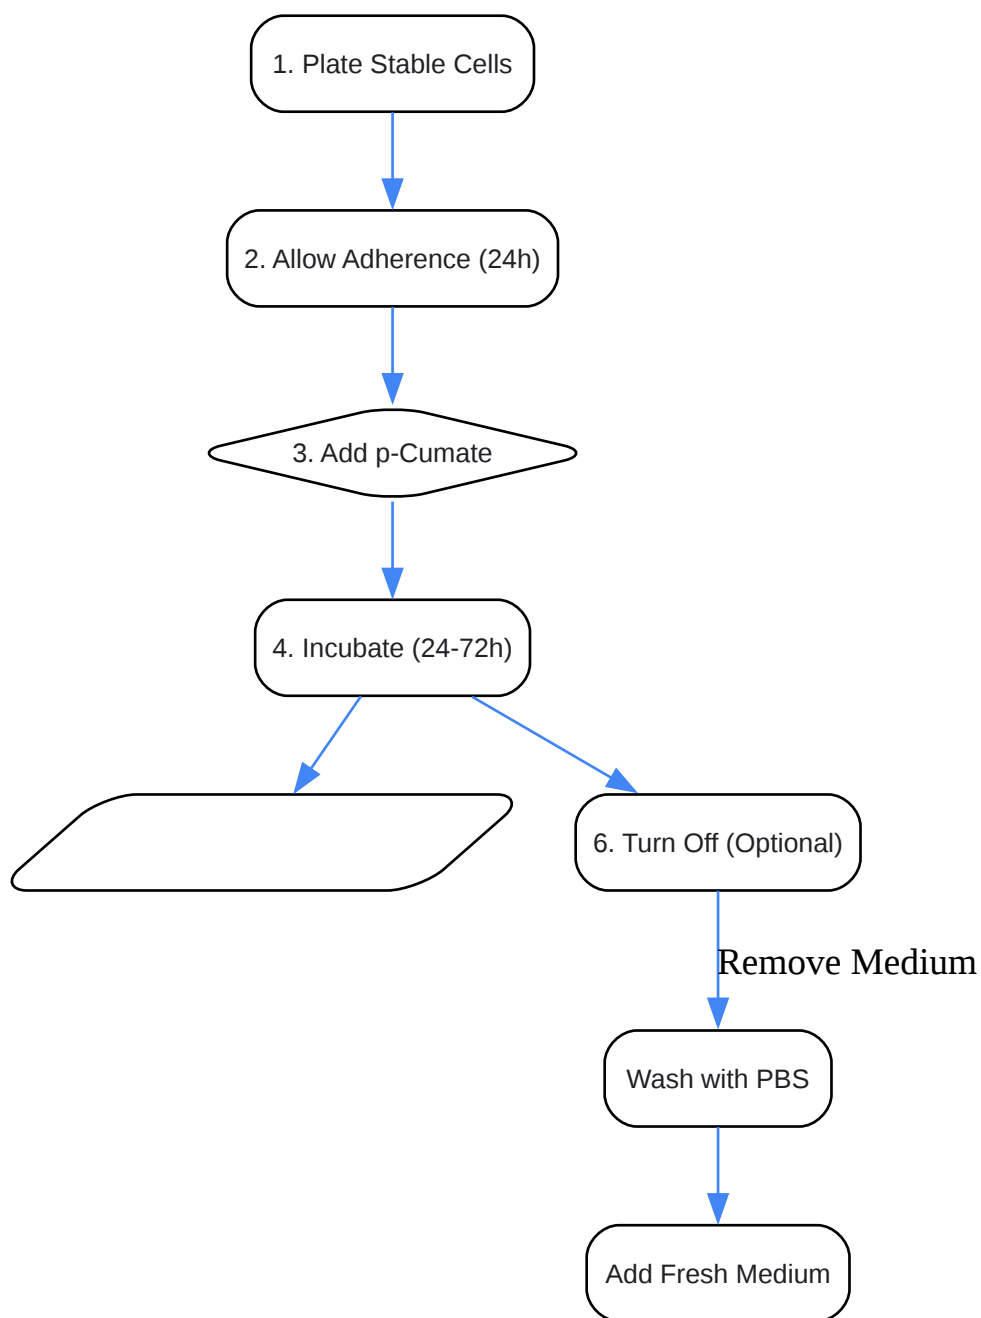 1. Plate Stable Cells
2. Allow Adherence (24h)
3. Add p-Cumate
4. Incubate (24-72h)
6. Turn Off (Optional)
Remove Medium
Wash with PBS
Add Fresh Medium